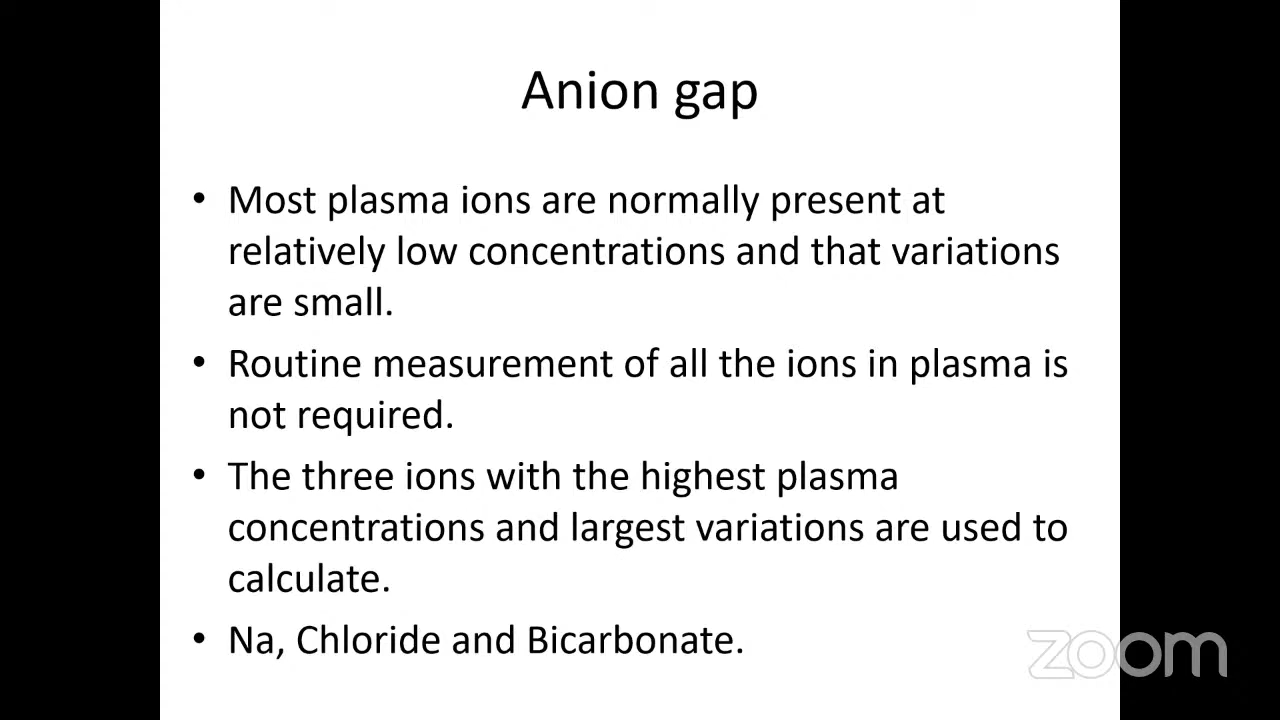 Anion gap
• Most plasma ions are normally present at
relatively low concentrations and that variations
are small.
• Routine measurement of all the ions in plasma is
not required.
• The three ions with the highest plasma
concentrations and largest variations are used to
calculate.
• Na, Chloride and Bicarbonate.
zoom